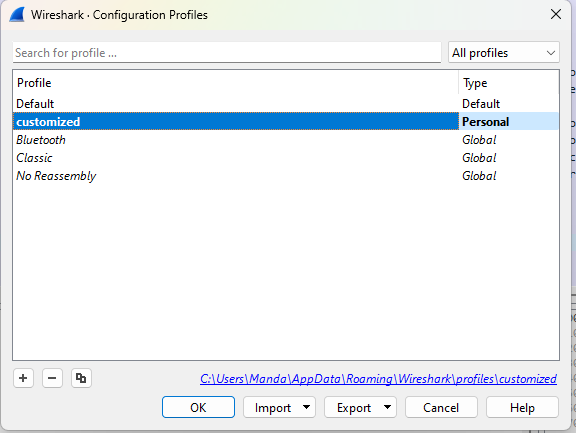 Wireshark · Configuration Profiles
Search for profile ... All profiles
Profile Type
Default Default
customized Personal
Bluetooth Global
Classic Global
No Reassembly Global
C:\Users\Manda\AppData\Roaming\Wireshark\profiles\customized
OK Import Export Cancel Help